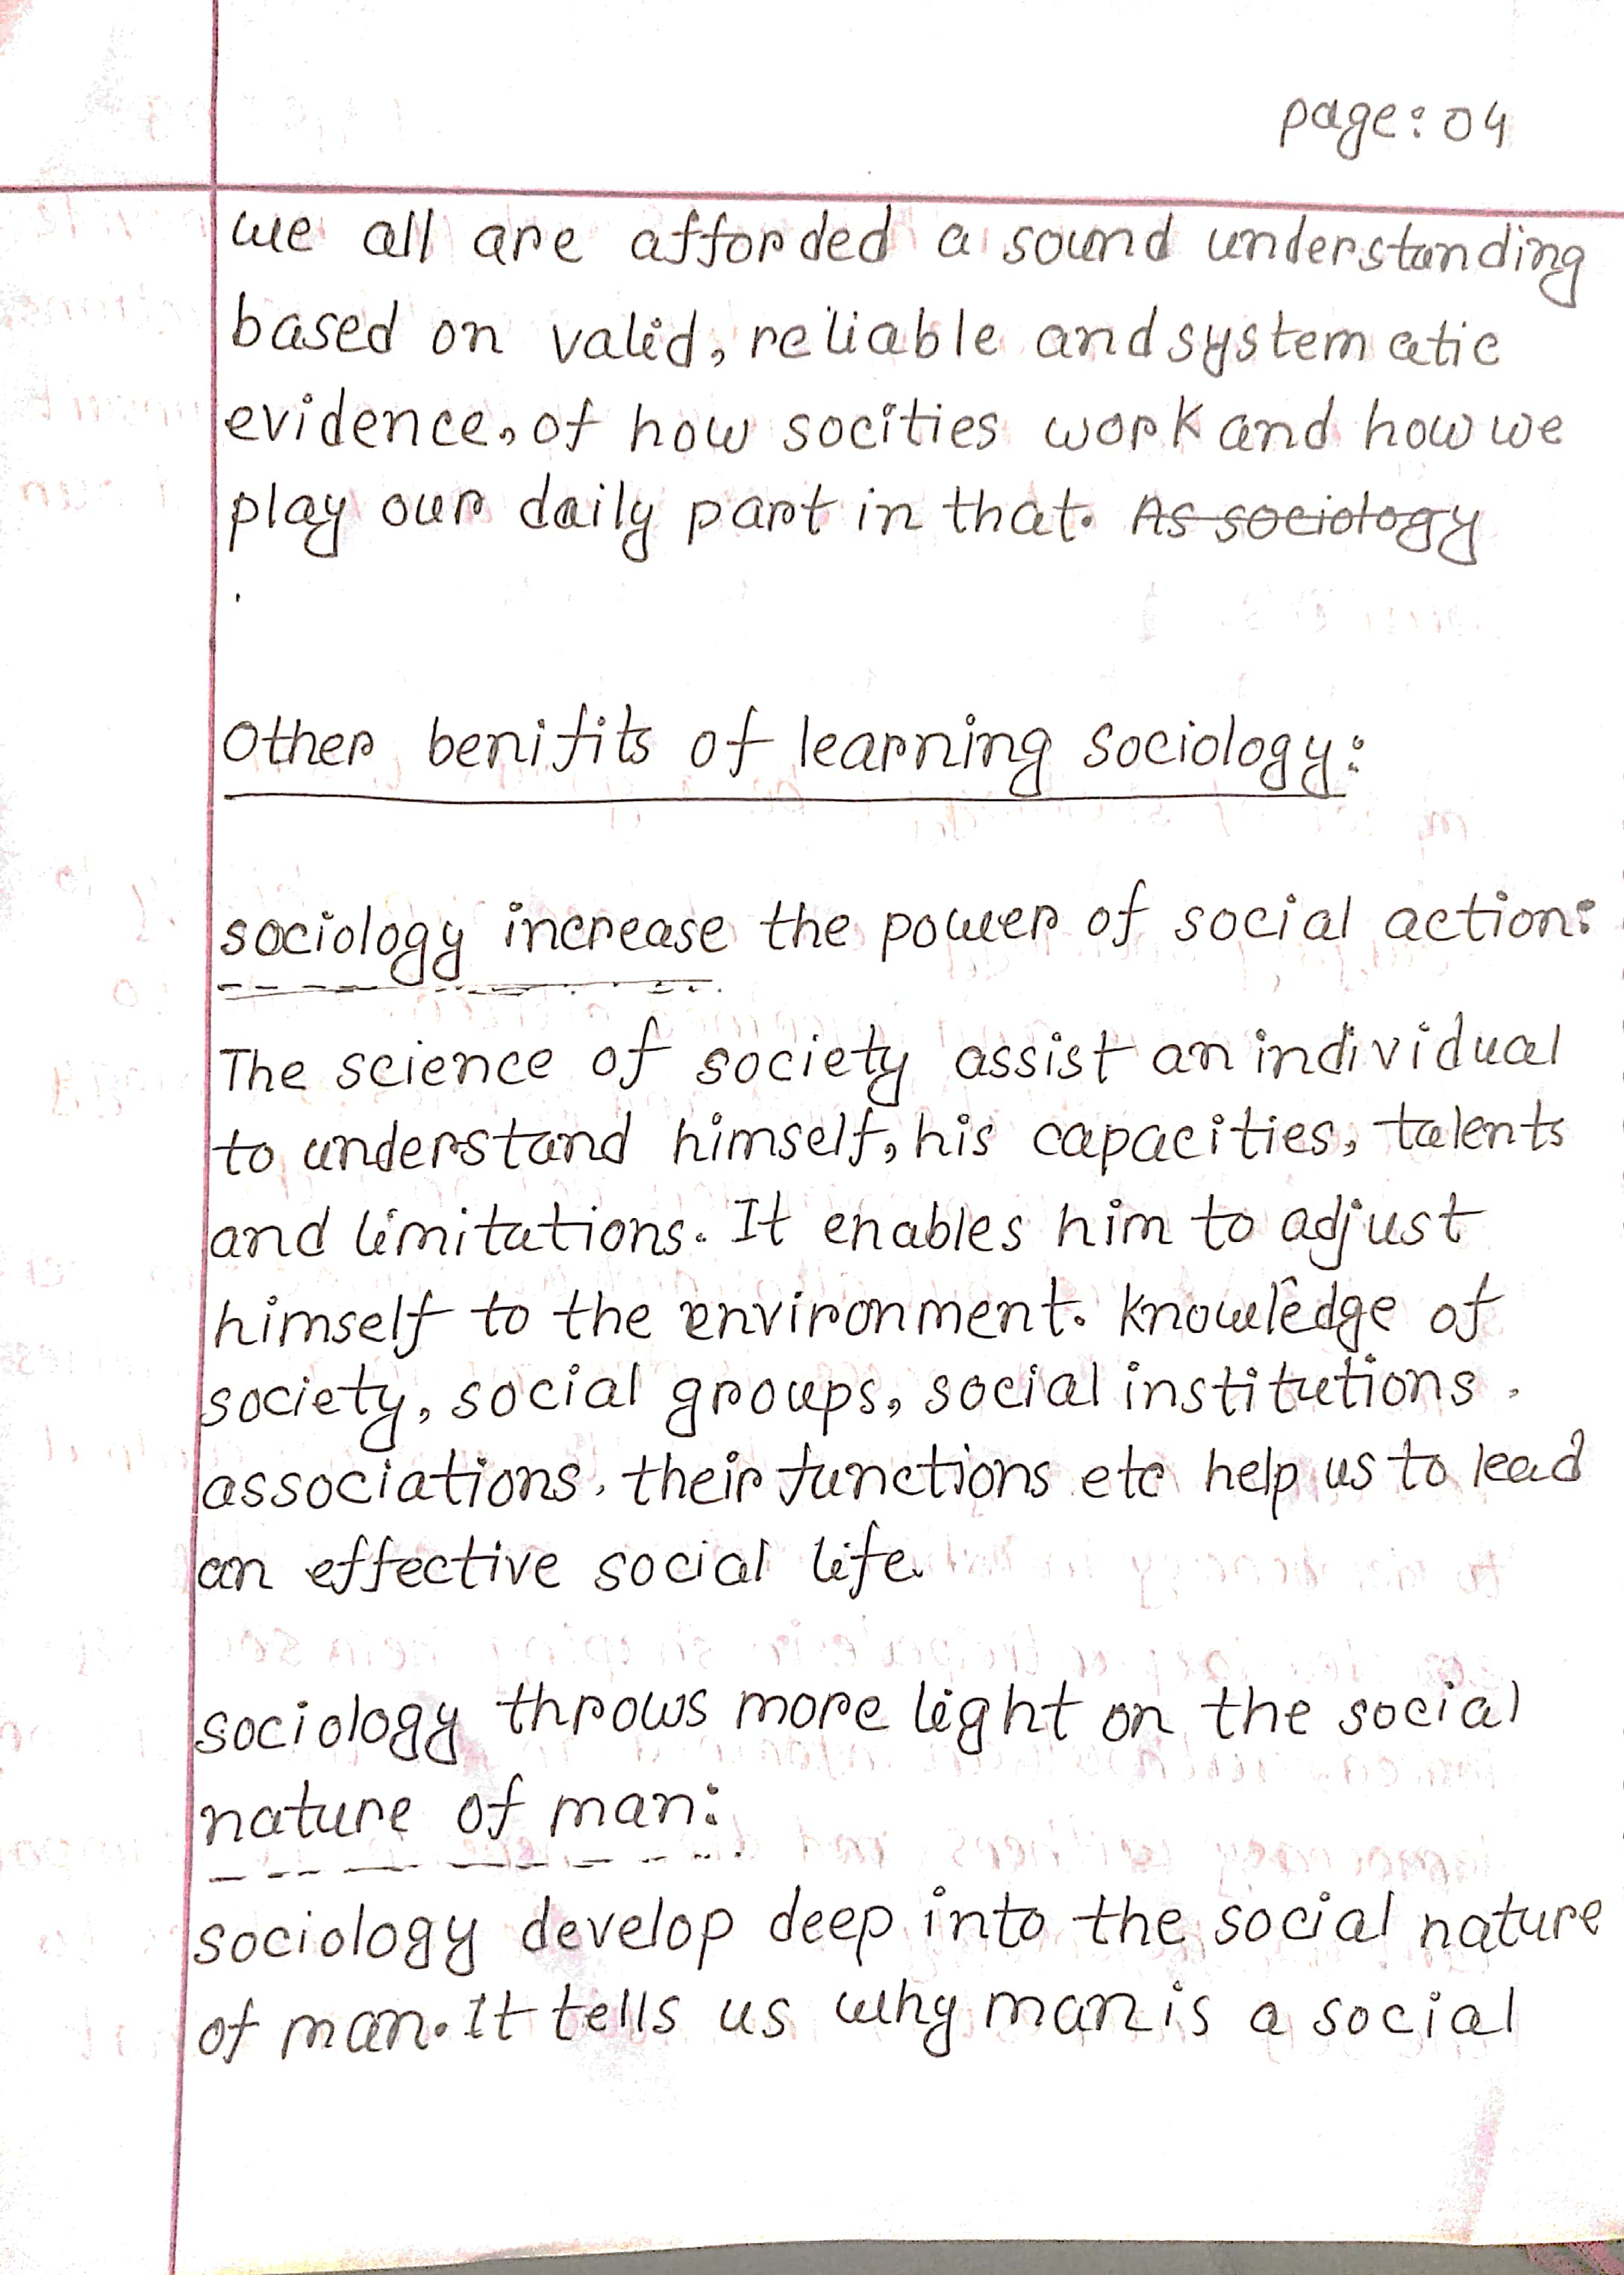 page: 04
we all are afforded a sound understanding
based on valid, reliable and systematic
evidence, of how socities work and how we
play our daily part in that. As sociology
Other benifits of learning sociology:
sociology increase the power of social action:
The science of society assist an individual
to understand himself, his capacities, talents
and limitations. It enables him to adjust
himself to the environment. knowledge of
society, social groups, social institutions.
associations, their functions etc help us to lead
an effective social life.
sociology throws more light on the social
nature of man:
sociology develop deep into the social nature
of man. It tells us why man is a social